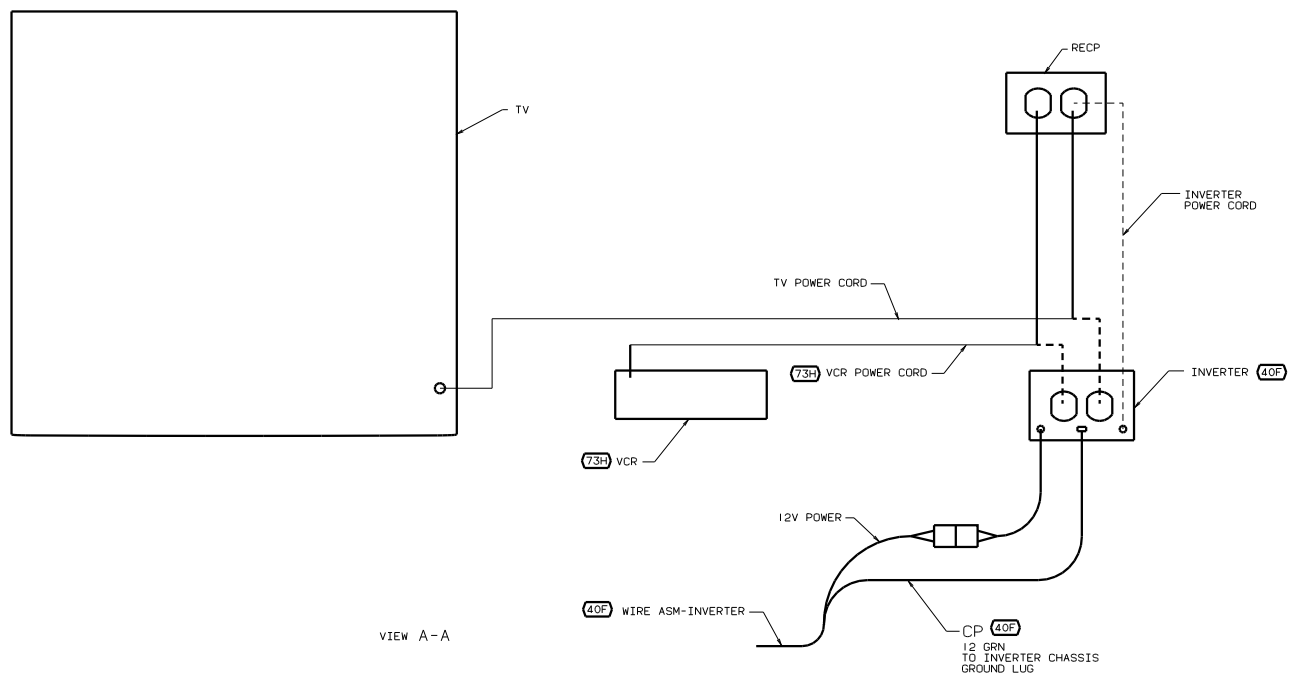 RECP
TV
INVERTER
POWER CORD
TV POWER CORD
73H VCR POWER CORD
INVERTER 40F
73H VCR
12V POWER
40F WIRE ASM-INVERTER
CP 40F
12 GRN
TO INVERTER CHASSIS
GROUND LUG
VIEW A-A